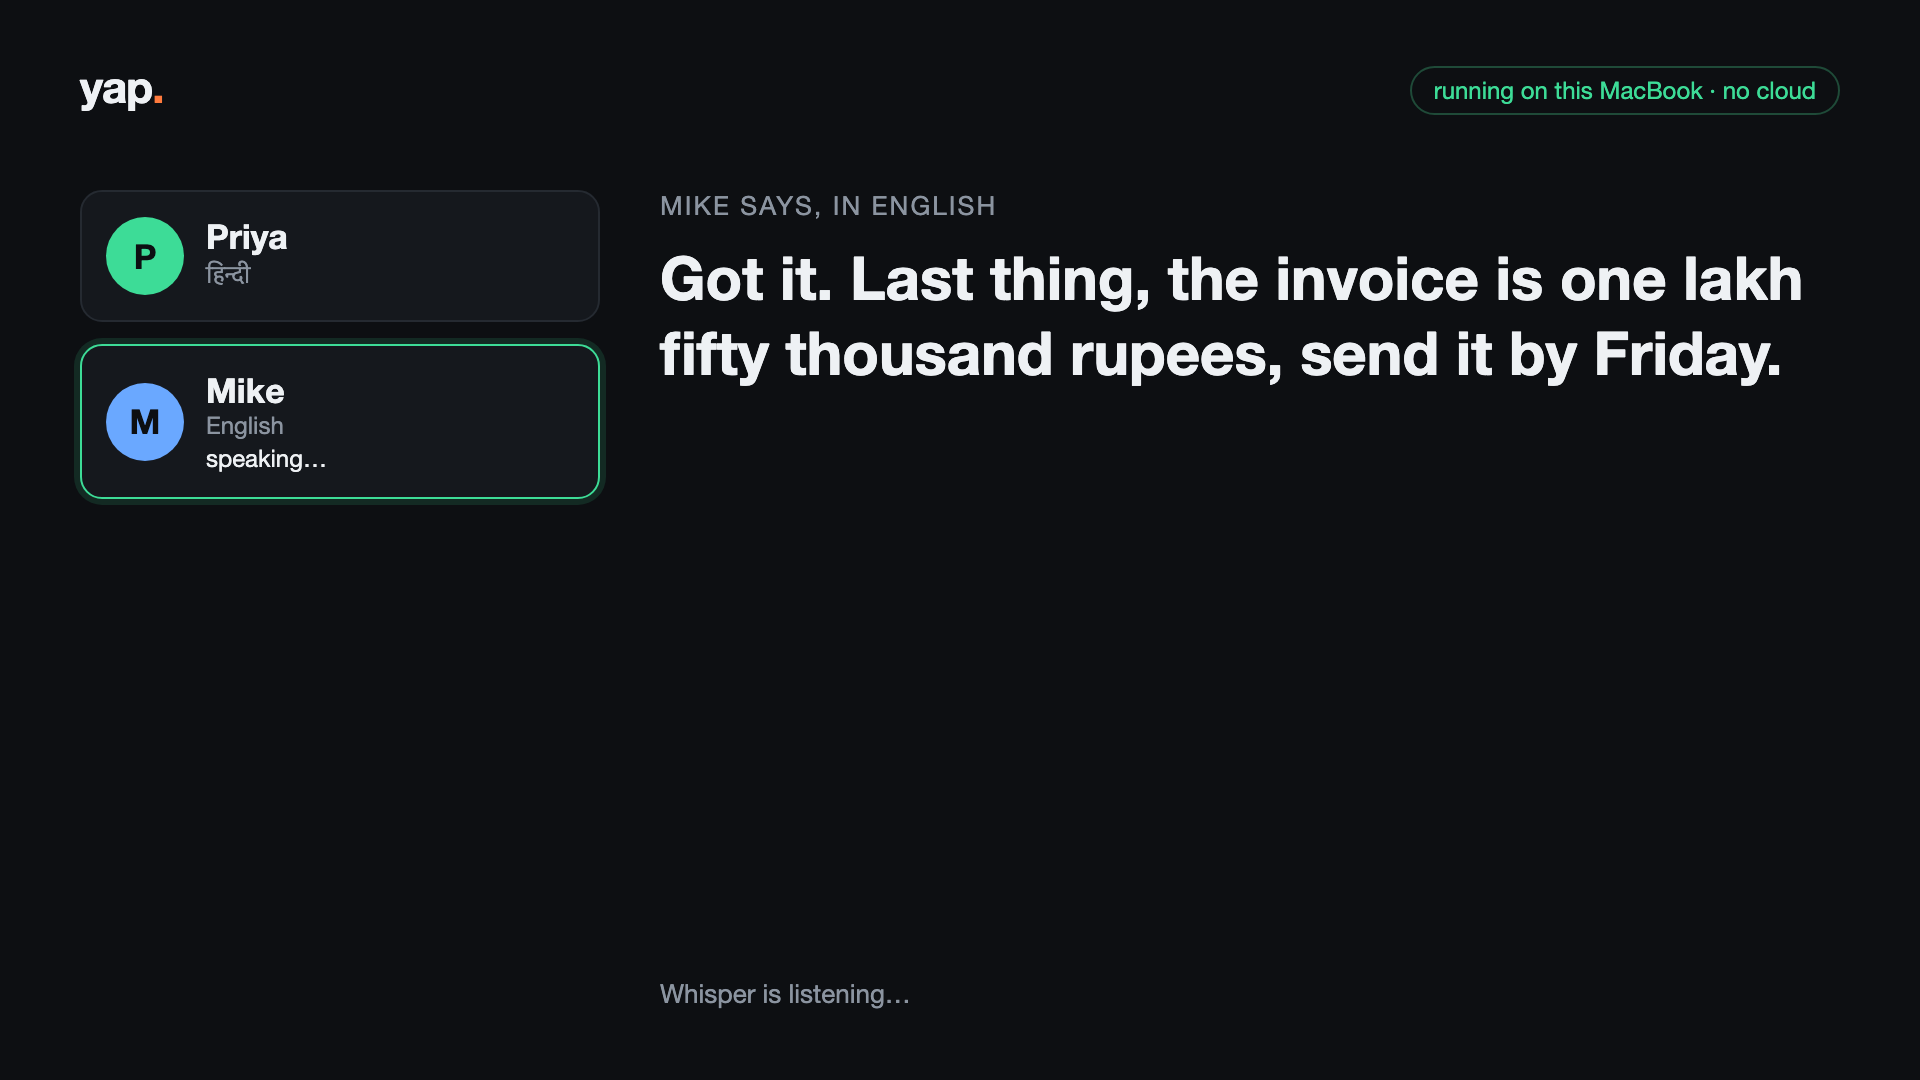 yap.
running on this MacBook · no cloud
P
Priya
हिन्दी
M
Mike
English
speaking...
MIKE SAYS, IN ENGLISH
Got it. Last thing, the invoice is one lakh
fifty thousand rupees, send it by Friday.
Whisper is listening...